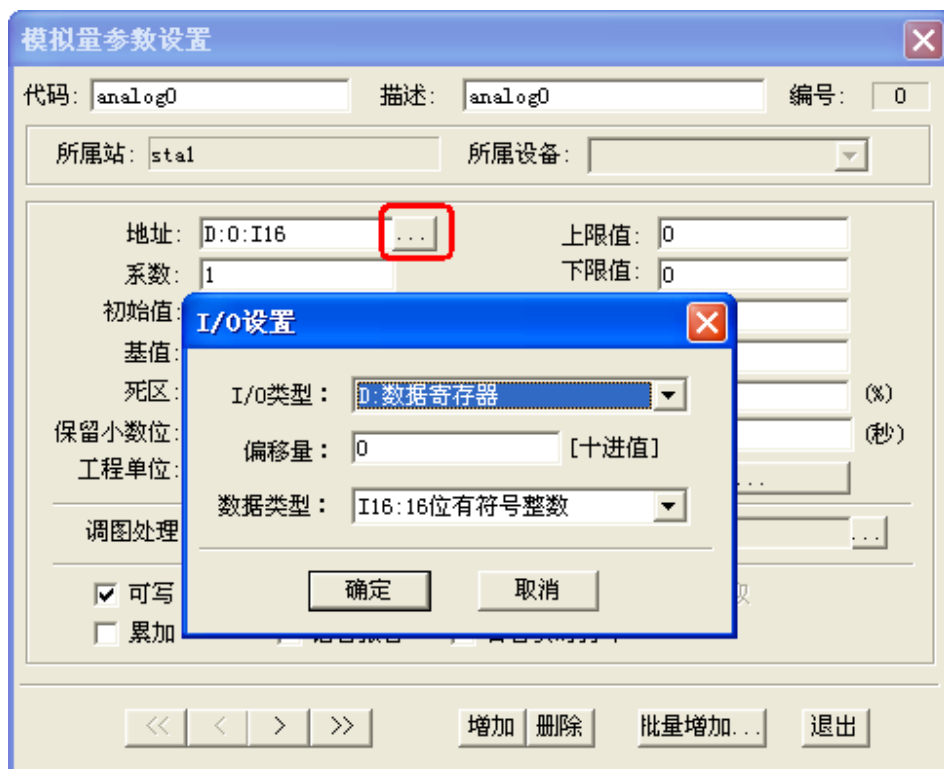 模拟量参数设置
代码: analog0 描述: analog0 编号: 0
所属站: sta1 所属设备:
地址: D:0:I16 ... 上限值: 0
系数: 1 下限值: 0
初始值:
I/O设置
基值:
死区: (%)
I/O类型: D:数据寄存器
保留小数位: (秒)
偏移量: 0 [十进值]
工程单位: ...
数据类型: I16:16位有符号整数
调图处理 ...
确定 取消
可写
累加
<< < > >> 增加 删除 批量增加... 退出